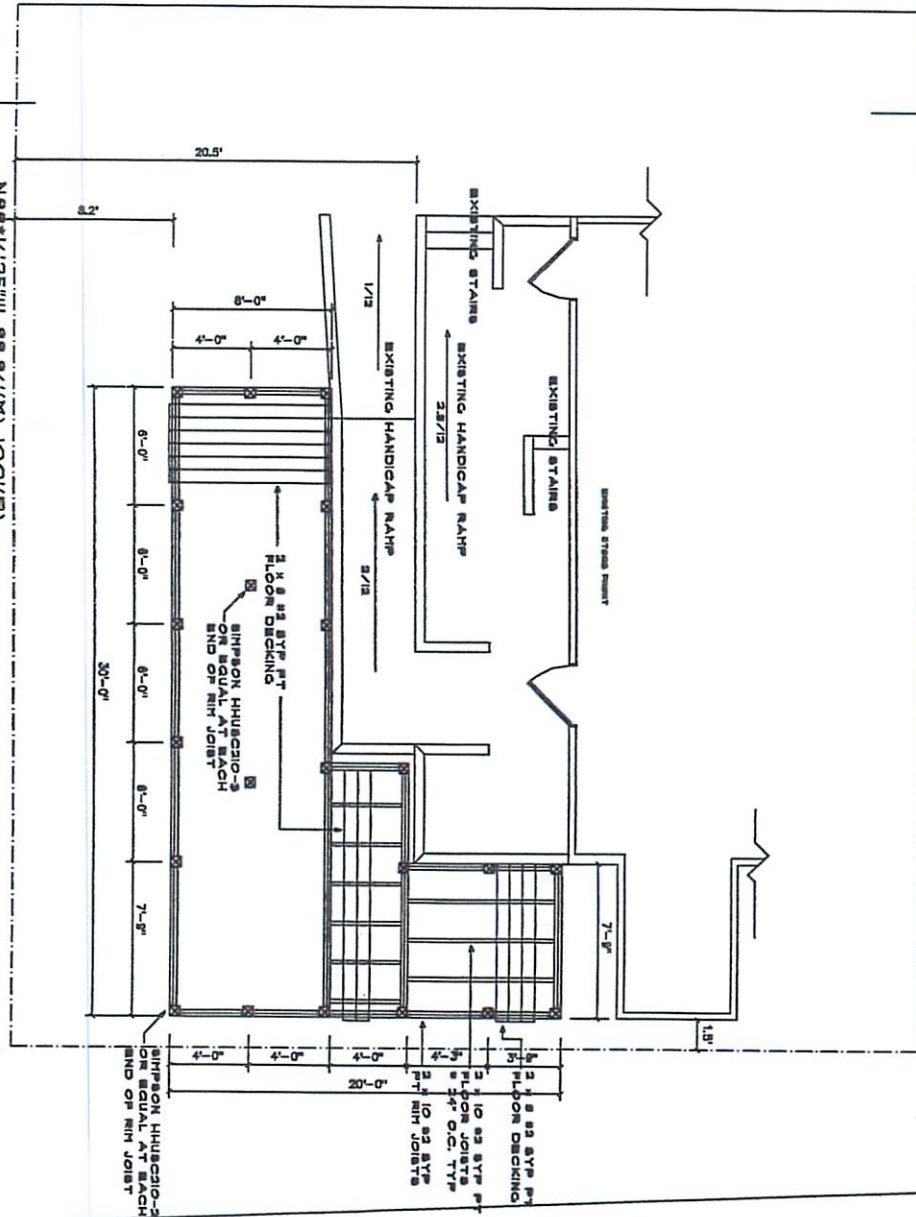 20.5'
8.2'
8'-0"
4'-0"
4'-0"
1/12
EXISTING HANDICAP RAMP
2/12
EXISTING STAIRS
2.5/12
EXISTING HANDICAP RAMP
EXISTING STAIRS
EXISTING STORE FRONT
6'-0"
6'-0"
6'-0"
6'-0"
7'-9"
30'-0"
2 X 8 #2 SYP PT
FLOOR DECKING
SIMPSON HHUSC210-3
OR EQUAL AT EACH
END OF RIM JOIST
7'-9"
1.5'
4'-0"
4'-0"
4'-0"
4'-3"
3'-9"
20'-0"
2 X 8 #2 SYP PT
FLOOR DECKING
2 X 10 #2 SYP PT
FLOOR JOISTS
@ 24" O.C. TYP
2 X 10 #2 SYP
PT RIM JOISTS
SIMPSON HHUSC210-2
OR EQUAL AT EACH
END OF RIM JOIST